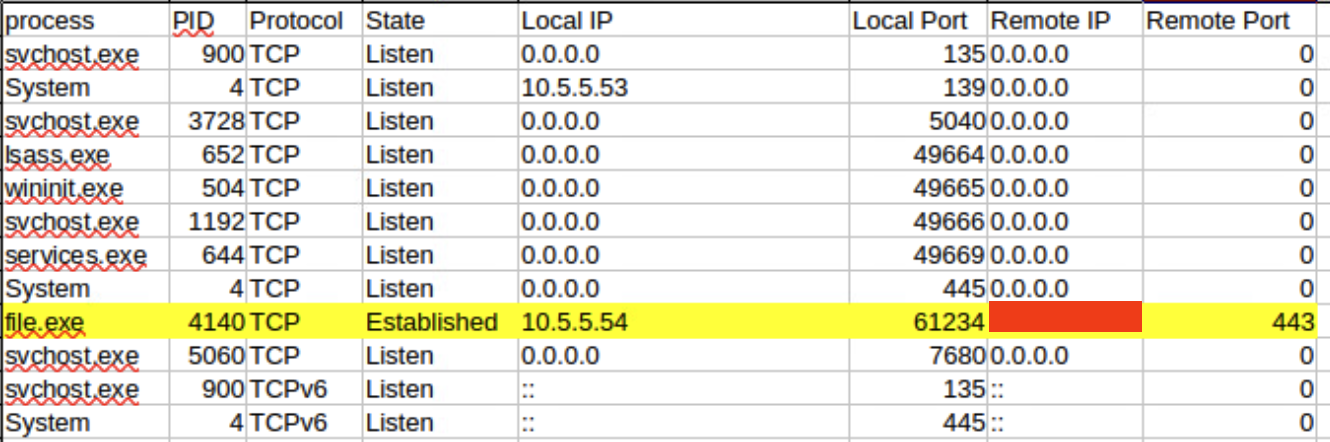 process PID Protocol State Local IP Local Port Remote IP Remote Port
svchost.exe 900 TCP Listen 0.0.0.0 135 0.0.0.0 0
System 4 TCP Listen 10.5.5.53 139 0.0.0.0 0
svchost.exe 3728 TCP Listen 0.0.0.0 5040 0.0.0.0 0
lsass.exe 652 TCP Listen 0.0.0.0 49664 0.0.0.0 0
wininit.exe 504 TCP Listen 0.0.0.0 49665 0.0.0.0 0
svchost.exe 1192 TCP Listen 0.0.0.0 49666 0.0.0.0 0
services.exe 644 TCP Listen 0.0.0.0 49669 0.0.0.0 0
System 4 TCP Listen 0.0.0.0 445 0.0.0.0 0
file.exe 4140 TCP Established 10.5.5.54 61234 443
svchost.exe 5060 TCP Listen 0.0.0.0 7680 0.0.0.0 0
svchost.exe 900 TCPv6 Listen :: 135 :: 0
System 4 TCPv6 Listen :: 445 :: 0